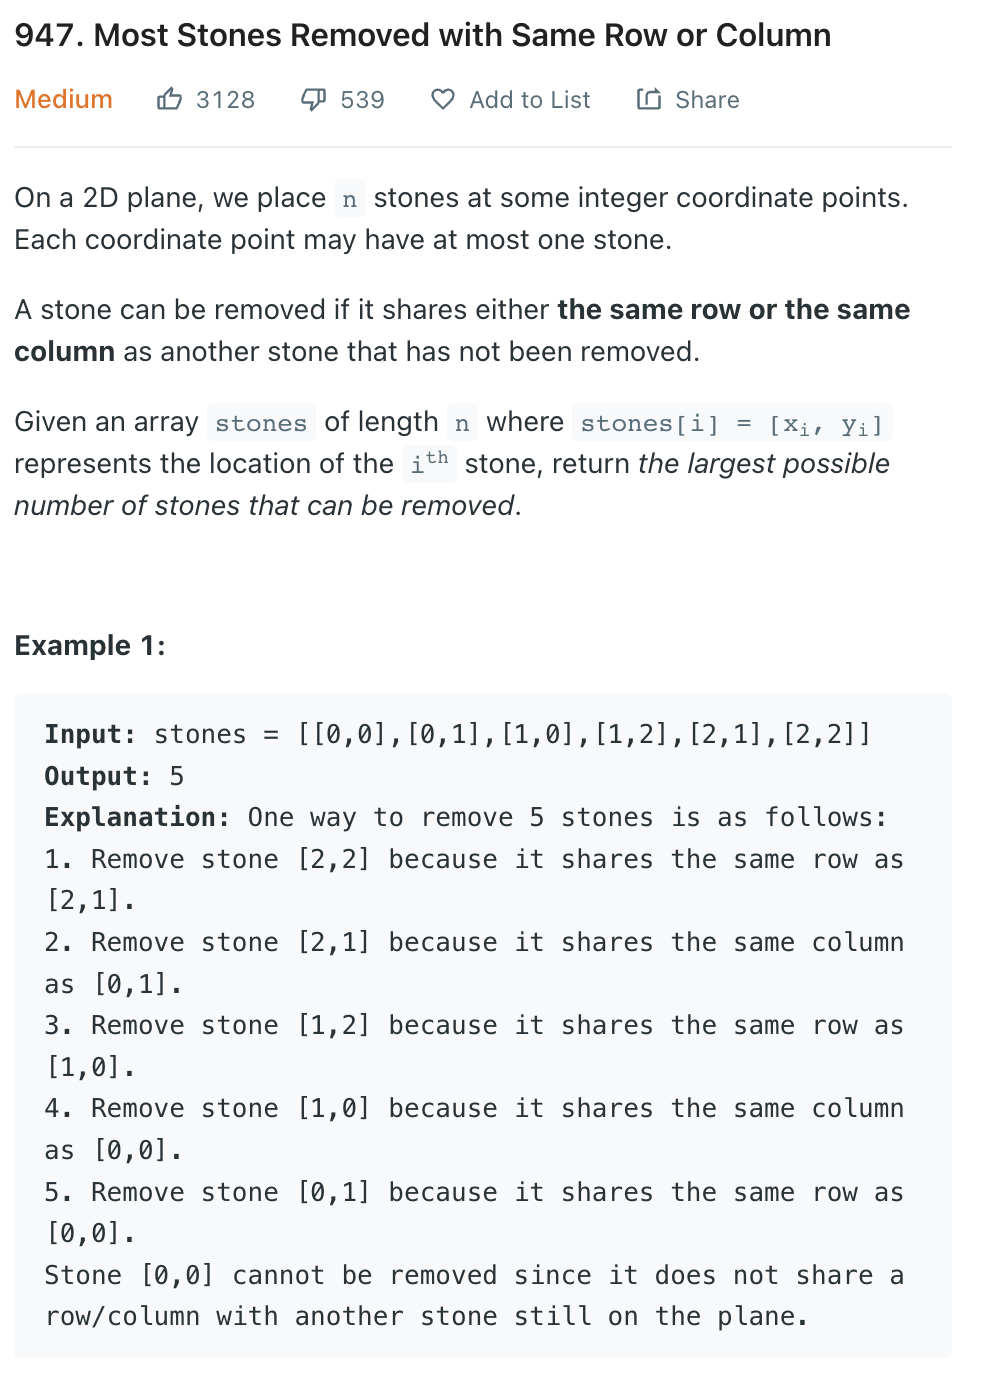 947. Most Stones Removed with Same Row or Column
Medium 3128 539 Add to List Share
On a 2D plane, we place n stones at some integer coordinate points.
Each coordinate point may have at most one stone.
A stone can be removed if it shares either the same row or the same
column as another stone that has not been removed.
Given an array stones of length n where stones[i] = [xi, yi]
represents the location of the ith stone, return the largest possible
number of stones that can be removed.
Example 1:
Input: stones = [[0,0],[0,1],[1,0],[1,2],[2,1],[2,2]]
Output: 5
Explanation: One way to remove 5 stones is as follows:
1. Remove stone [2,2] because it shares the same row as
[2,1].
2. Remove stone [2,1] because it shares the same column
as [0,1].
3. Remove stone [1,2] because it shares the same row as
[1,0].
4. Remove stone [1,0] because it shares the same column
as [0,0].
5. Remove stone [0,1] because it shares the same row as
[0,0].
Stone [0,0] cannot be removed since it does not share a
row/column with another stone still on the plane.